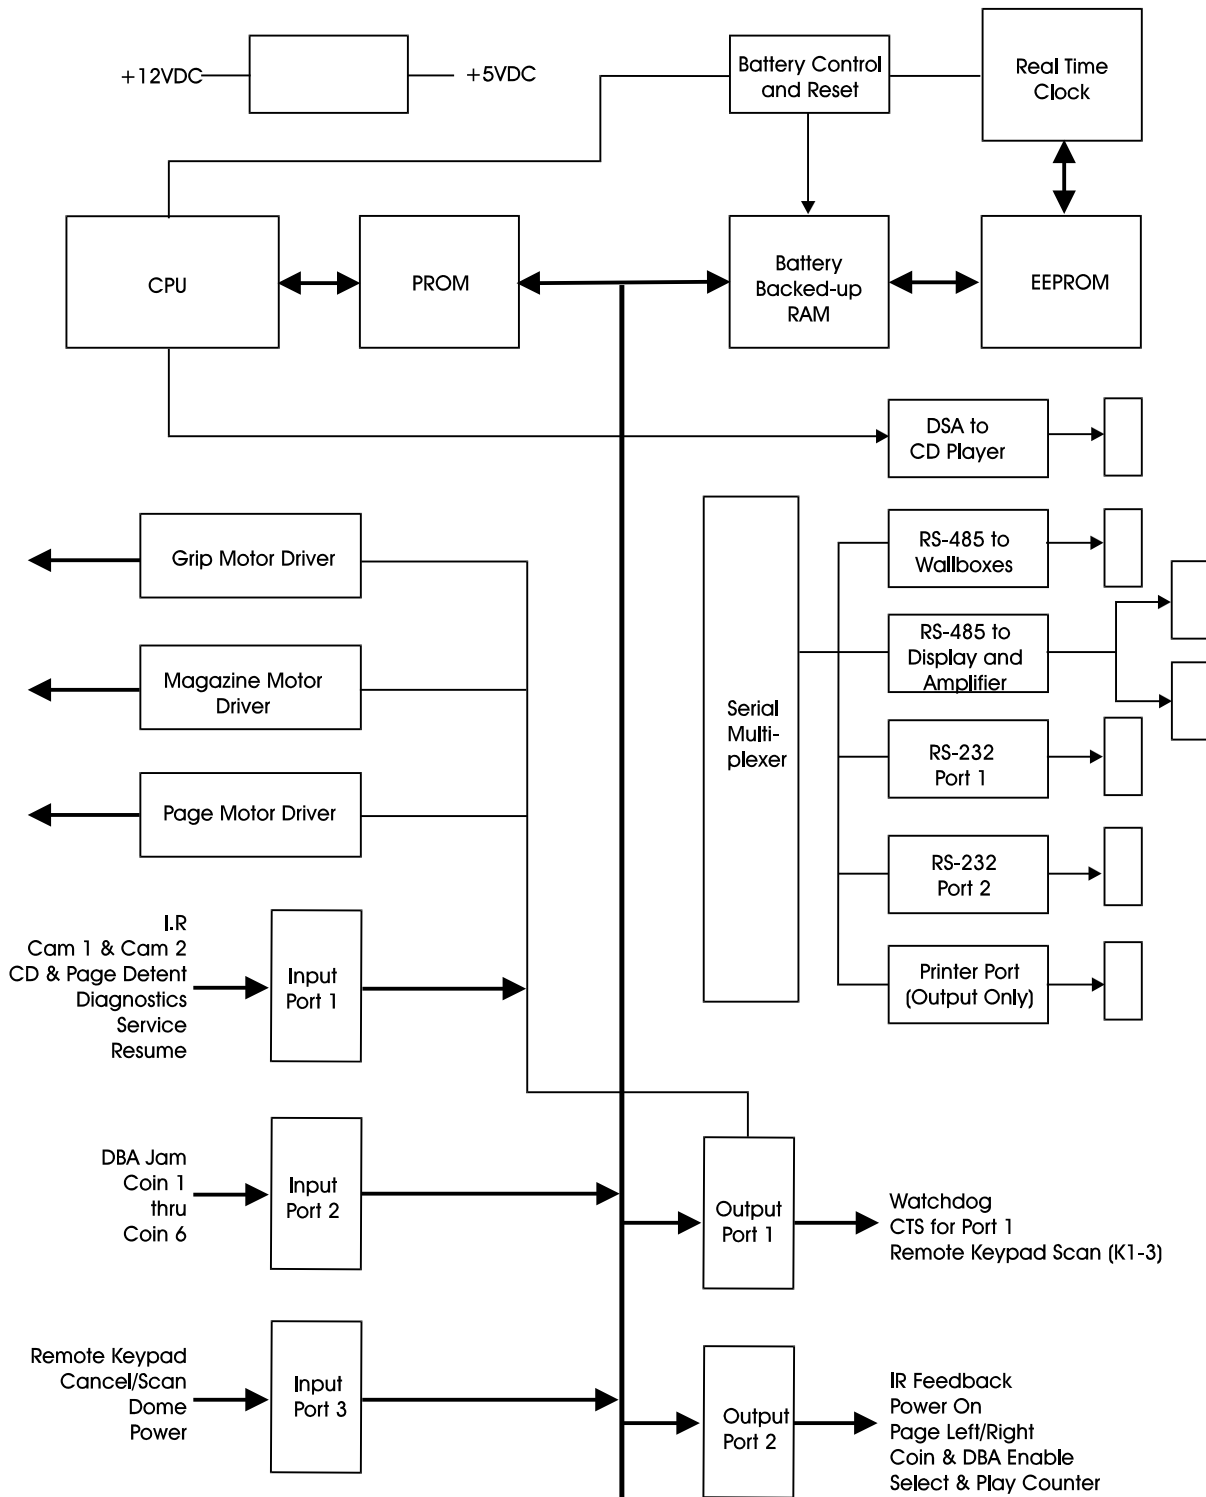 +12VDC
+5VDC
Battery Control
and Reset
Real Time
Clock
CPU
PROM
Battery
Backed-up
RAM
EEPROM
DSA to
CD Player
Grip Motor Driver
RS-485 to
Wallboxes
Magazine Motor
Driver
RS-485 to
Display and
Amplifier
Serial
Multi-
plexer
RS-232
Port 1
Page Motor Driver
RS-232
Port 2
I.R
Cam 1 & Cam 2
CD & Page Detent
Diagnostics
Service
Resume
Input
Port 1
Printer Port
(Output Only)
DBA Jam
Coin 1
thru
Coin 6
Input
Port 2
Output
Port 1
Watchdog
CTS for Port 1
Remote Keypad Scan (K1-3)
Remote Keypad
Cancel/Scan
Dome
Power
Input
Port 3
Output
Port 2
IR Feedback
Power On
Page Left/Right
Coin & DBA Enable
Select & Play Counter